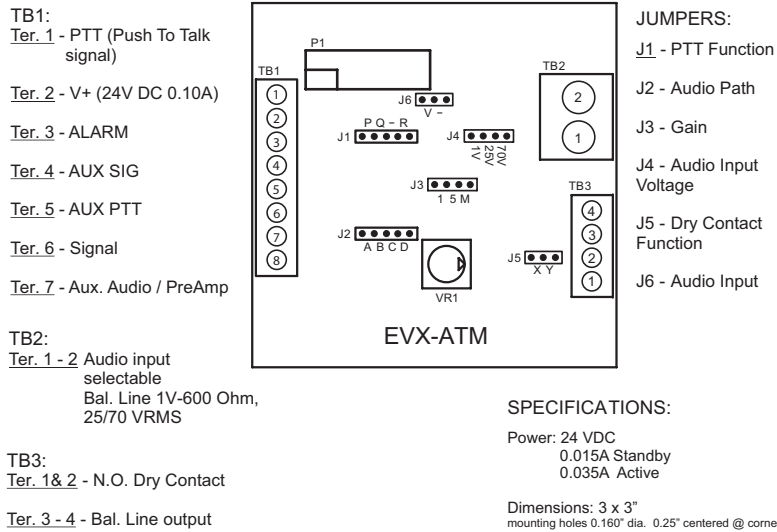 TB1:
Ter. 1 - PTT (Push To Talk
signal)
Ter. 2 - V+ (24V DC 0.10A)
Ter. 3 - ALARM
Ter. 4 - AUX SIG
Ter. 5 - AUX PTT
Ter. 6 - Signal
Ter. 7 - Aux. Audio / PreAmp
TB2:
Ter. 1 - 2 Audio input
selectable
Bal. Line 1V-600 Ohm,
25/70 VRMS
TB3:
Ter. 1& 2 - N.O. Dry Contact
Ter. 3 - 4 - Bal. Line output
P1
TB1
1
2
3
4
5
6
7
8
J6
V –
P Q – R
J1
J4
1V
25V
70V
J3
1 5 M
J2
A B C D
VR1
J5
X Y
TB2
2
1
TB3
4
3
2
1
EVX-ATM
JUMPERS:
J1 - PTT Function
J2 - Audio Path
J3 - Gain
J4 - Audio Input
Voltage
J5 - Dry Contact
Function
J6 - Audio Input
SPECIFICATIONS:
Power: 24 VDC
0.015A Standby
0.035A Active
Dimensions: 3 x 3”
mounting holes 0.160” dia. 0.25” centered @ corne